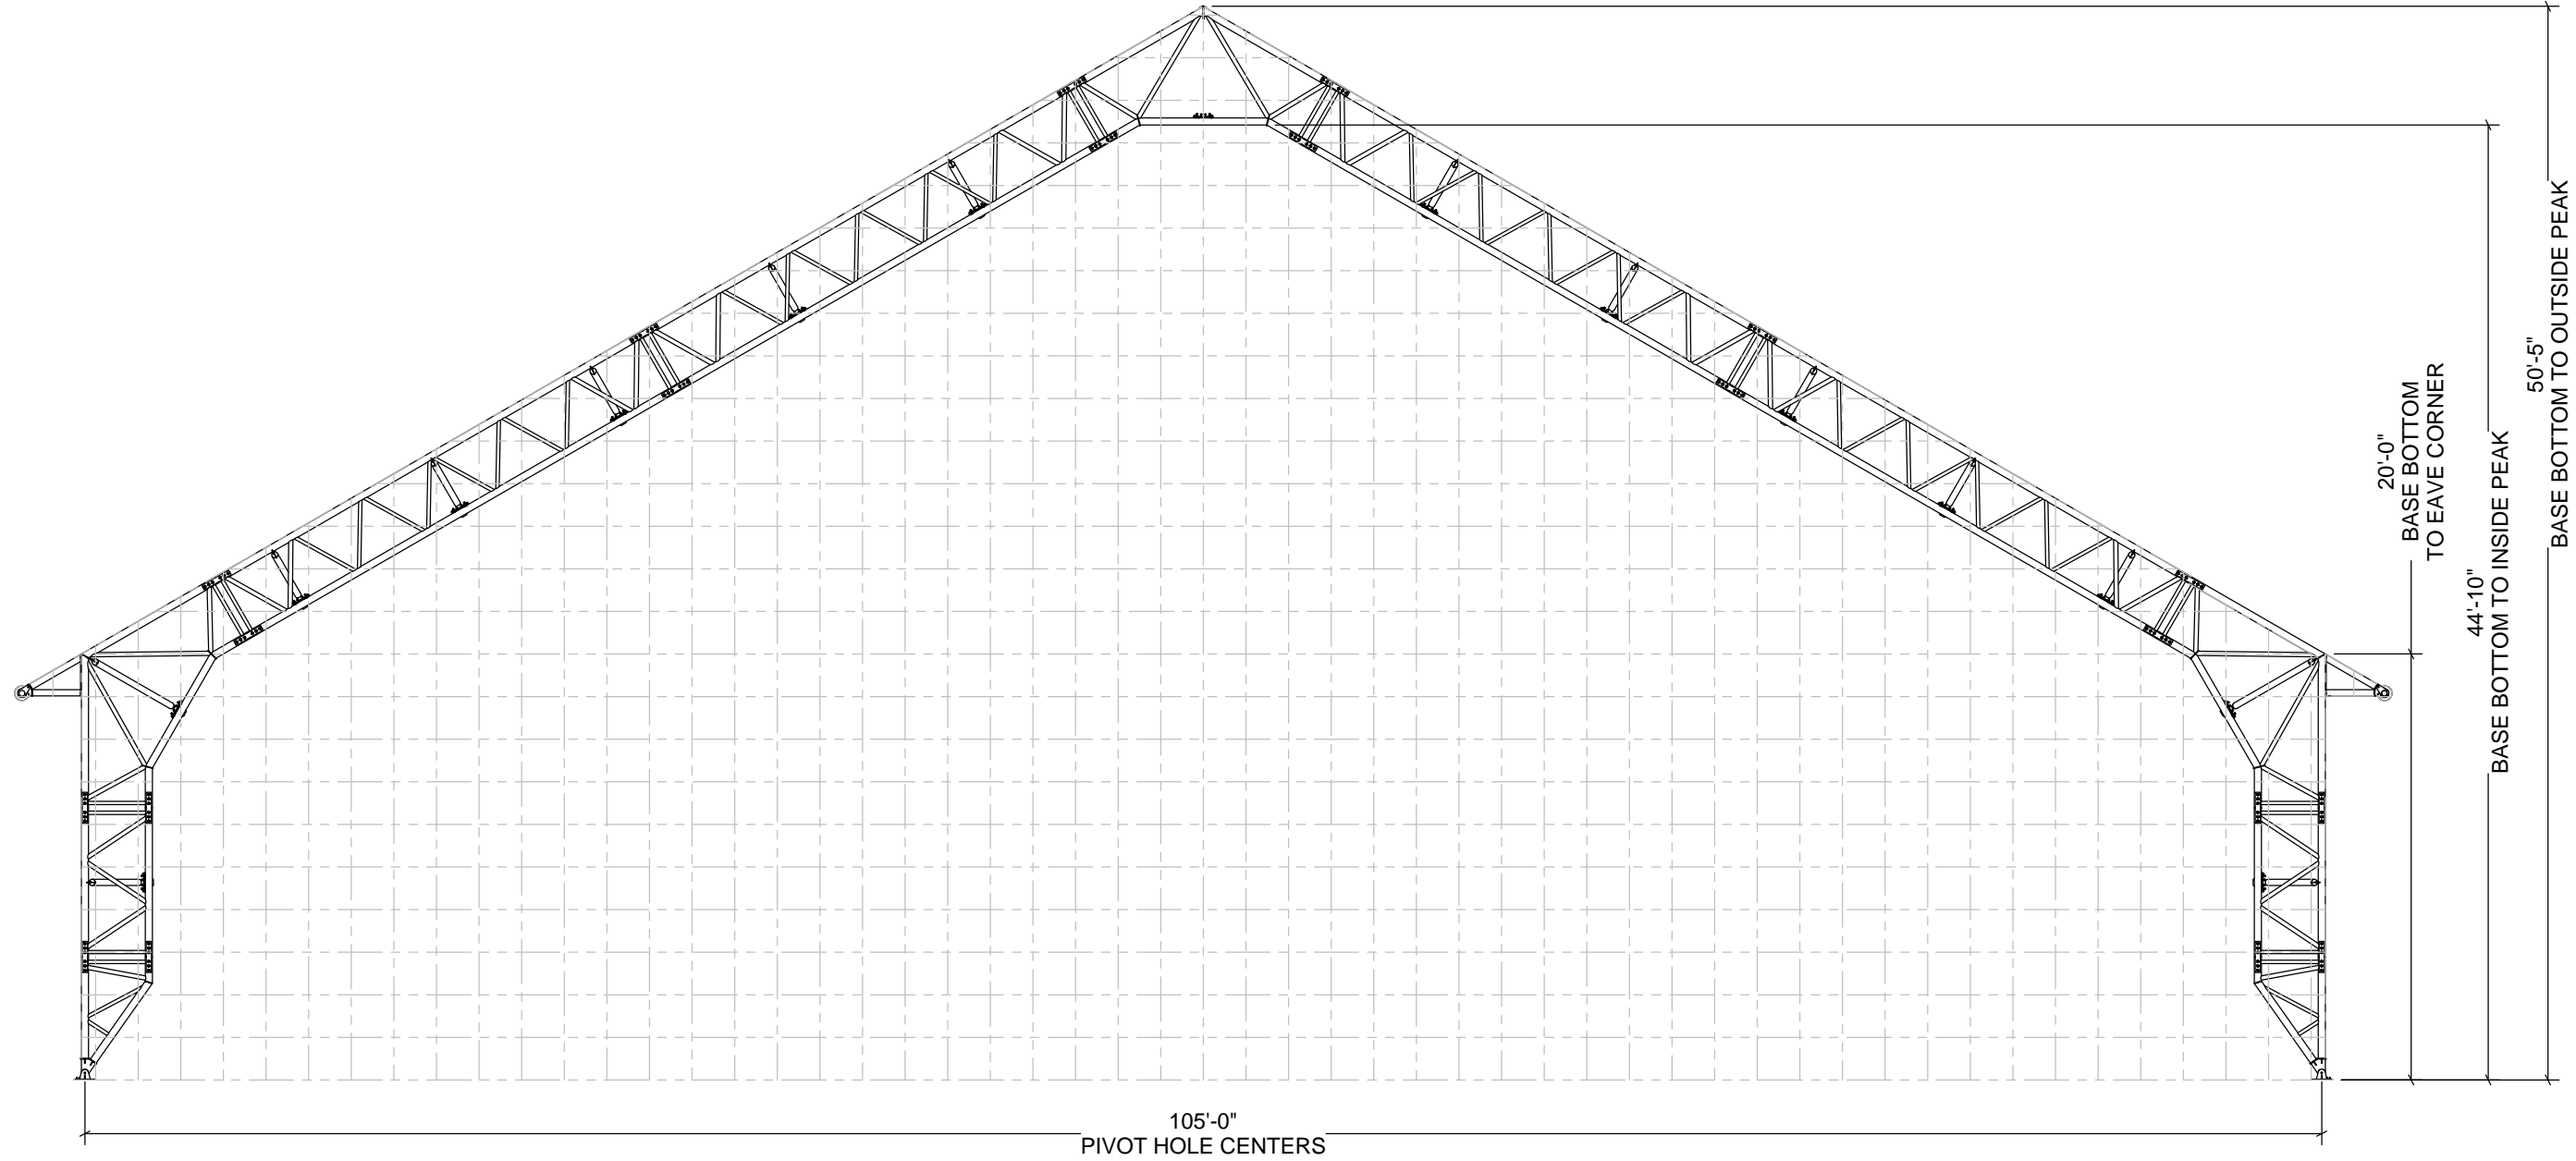 50'-5"
BASE BOTTOM TO OUTSIDE PEAK
20'-0"
BASE BOTTOM
TO EAVE CORNER
44'-10"
BASE BOTTOM TO INSIDE PEAK
105'-0"
PIVOT HOLE CENTERS